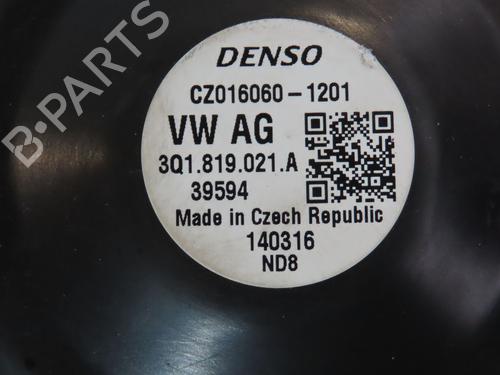 B-PARTS
DENSO
CZ016060-1201
VW AG
3Q1.819.021.A
39594
Made in Czech Republic
140316
ND8